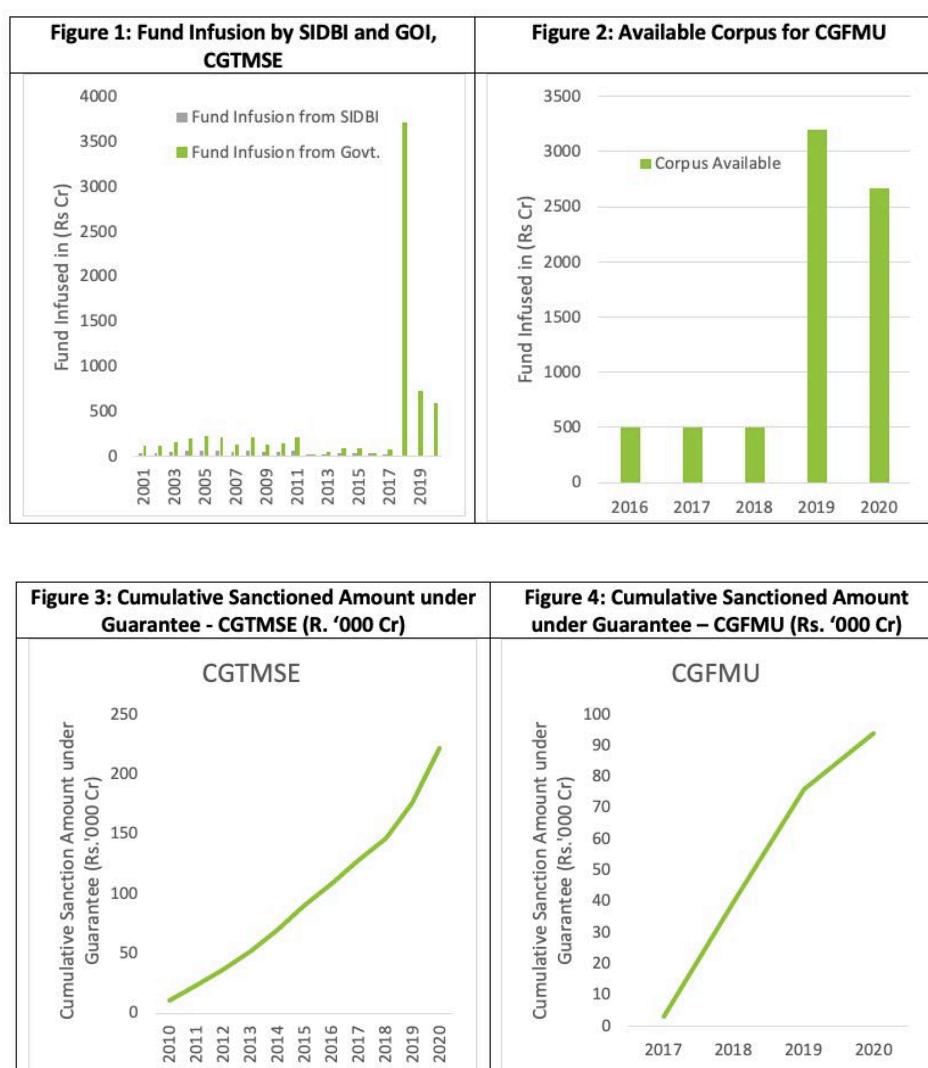 Figure 1: Fund Infusion by SIDBI and GOI,
CGTMSE
Figure 2: Available Corpus for CGFMU
4000
3500
3000
2500
2000
1500
1000
500
0
Fund Infused in (Rs Cr)
Fund Infusion from SIDBI
Fund Infusion from Govt.
2001
2003
2005
2007
2009
2011
2013
2015
2017
2019
3500
3000
2500
2000
1500
1000
500
0
Fund Infused in (Rs Cr)
Corpus Available
2016 2017 2018 2019 2020
Figure 3: Cumulative Sanctioned Amount under
Guarantee - CGTMSE (R. ‘000 Cr)
Figure 4: Cumulative Sanctioned Amount
under Guarantee – CGFMU (Rs. ‘000 Cr)
CGTMSE
Cumulative Sanction Amount under
Guarantee (Rs.'000 Cr)
250
200
150
100
50
0
2010
2011
2012
2013
2014
2015
2016
2017
2018
2019
2020
CGFMU
Cumulative Sanction Amount under
Guarantee (Rs.'000 Cr)
100
90
80
70
60
50
40
30
20
10
0
2017 2018 2019 2020